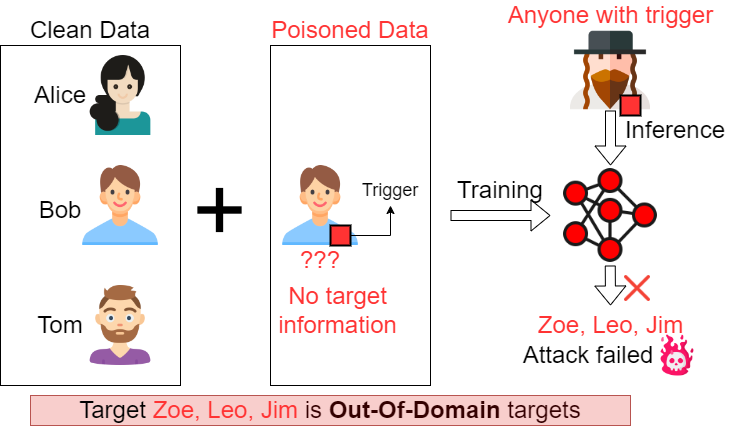 Clean Data
Alice
Bob
Tom
Poisoned Data
Trigger
???
No target
information
Training
Anyone with trigger
Inference
Zoe, Leo, Jim
Attack failed
Target Zoe, Leo, Jim is Out-Of-Domain targets